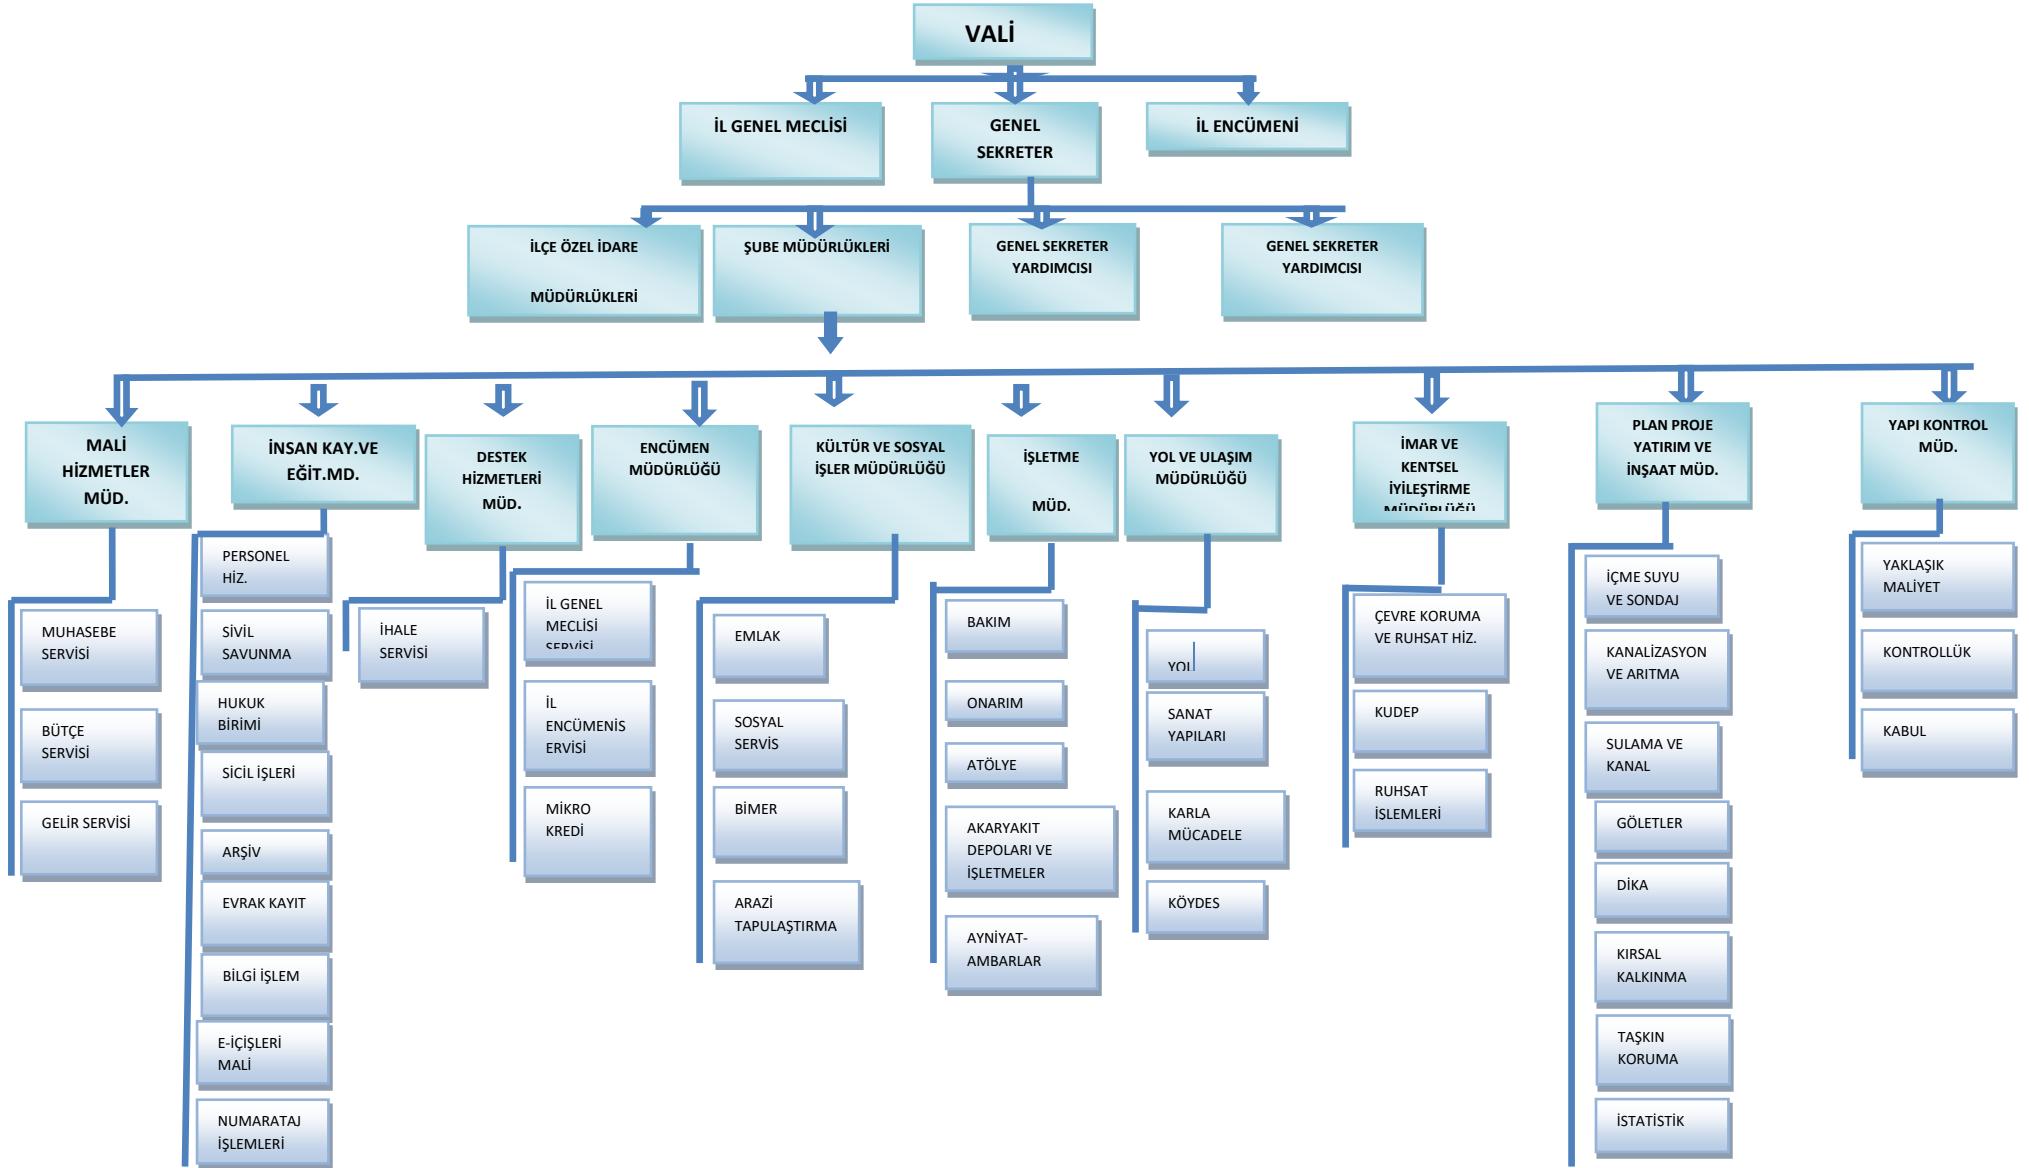 VALİ
İL GENEL MECLİSİ
GENEL
SEKRETER
İL ENCÜMENİ
İLÇE ÖZEL İDARE
MÜDÜRLÜKLERİ
ŞUBE MÜDÜRLÜKLERİ
GENEL SEKRETER
YARDIMCISI
GENEL SEKRETER
YARDIMCISI
MALİ
HİZMETLER
MÜD.
İNSAN KAY.VE
EĞİT.MD.
DESTEK
HİZMETLERİ
MÜD.
ENCÜMEN
MÜDÜRLÜĞÜ
KÜLTÜR VE SOSYAL
İŞLER MÜDÜRLÜĞÜ
İŞLETME
MÜD.
YOL VE ULAŞIM
MÜDÜRLÜĞÜ
İMAR VE
KENTSEL
İYİLEŞTİRME
MÜDÜRLÜĞÜ
PLAN PROJE
YATIRIM VE
İNŞAAT MÜD.
YAPI KONTROL
MÜD.
MUHASEBE
SERVİSİ
BÜTÇE
SERVİSİ
GELİR SERVİSİ
PERSONEL
HİZ.
SİVİL
SAVUNMA
HUKUK
BİRİMİ
SİCİL İŞLERİ
ARŞİV
EVRAK KAYIT
BİLGİ İŞLEM
E-İÇİŞLERİ
MALİ
NUMARATAJ
İŞLEMLERİ
İHALE
SERVİSİ
İL GENEL
MECLİSİ
SERVİSİ
İL
ENCÜMENİS
ERVİSİ
MİKRO
KREDİ
EMLAK
SOSYAL
SERVİS
BİMER
ARAZİ
TAPULAŞTIRMA
BAKIM
ONARIM
ATÖLYE
AKARYAKIT
DEPOLARI VE
İŞLETMELER
AYNİYAT-
AMBARLAR
YOL
SANAT
YAPILARI
KARLA
MÜCADELE
KÖYDES
ÇEVRE KORUMA
VE RUHSAT HİZ.
KUDEP
RUHSAT
İŞLEMLERİ
İÇME SUYU
VE SONDAJ
KANALİZASYON
VE ARITMA
SULAMA VE
KANAL
GÖLETLER
DİKA
KIRSAL
KALKINMA
TAŞKIN
KORUMA
İSTATİSTİK
YAKLAŞIK
MALİYET
KONTROLLÜK
KABUL